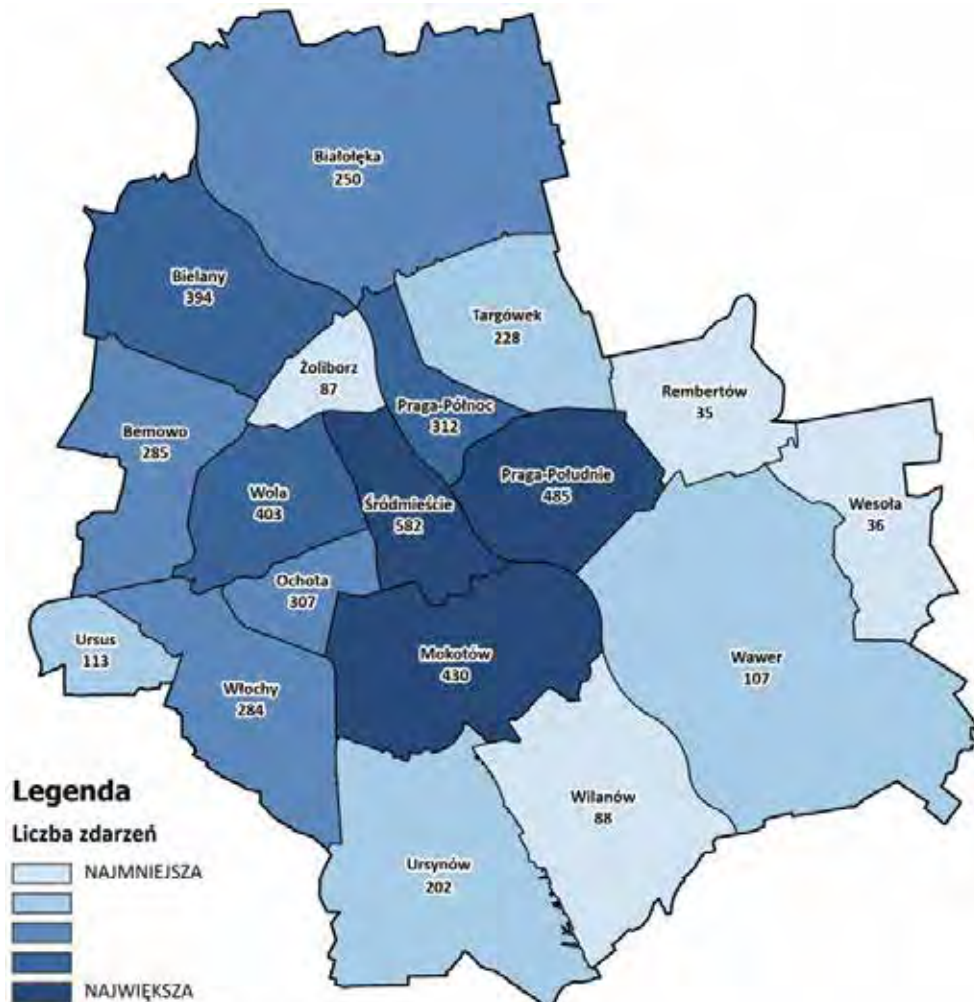 Białołęka
250
Bielany
394
Targówek
228
Żoliborz
87
Rembertów
35
Praga-Północ
312
Bemowo
285
Praga-Południe
485
Wola
403
Śródmieście
582
Wesoła
36
Ochota
307
Ursus
113
Mokotów
430
Wawer
107
Włochy
284
Wilanów
88
Ursynów
202
Legenda
Liczba zdarzeń
NAJMNIEJSZA
NAJWIĘKSZA